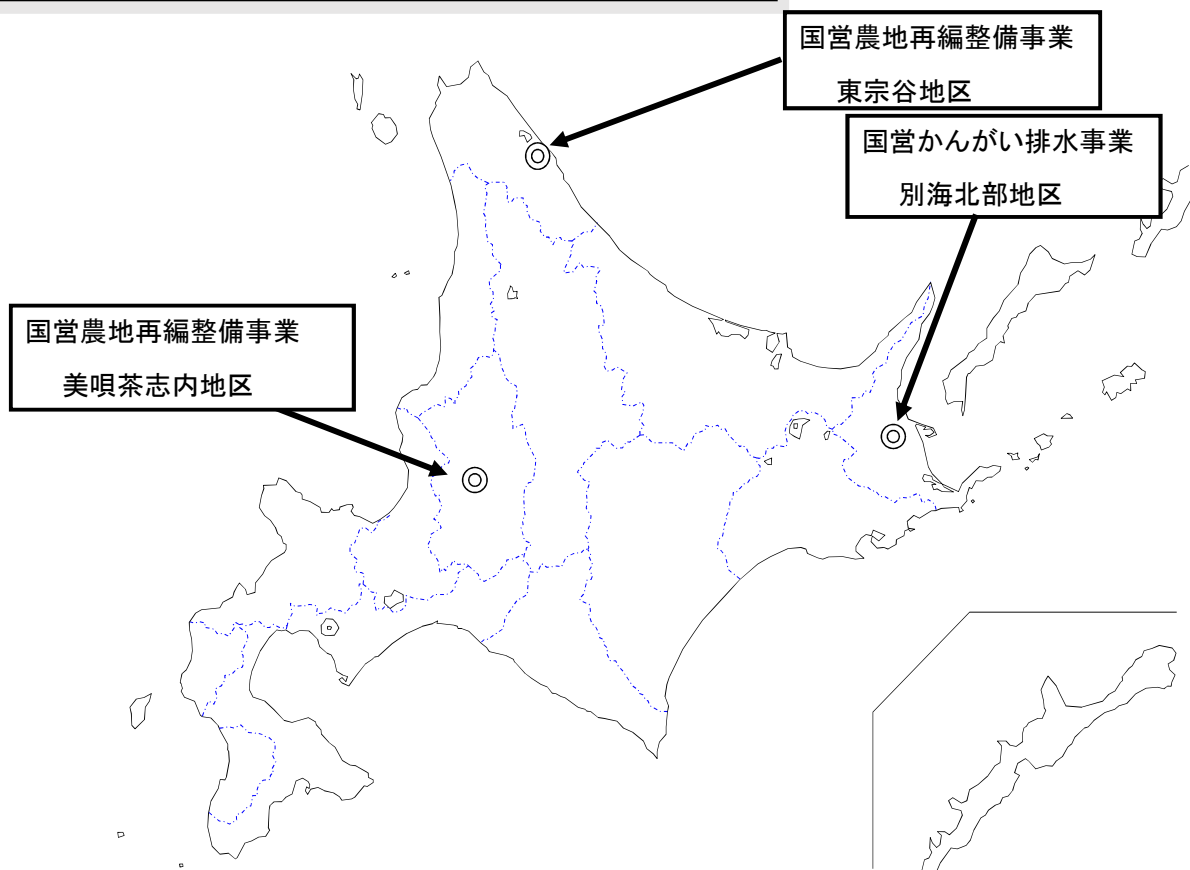 国営農地再編整備事業
東宗谷地区
国営かんがい排水事業
別海北部地区
国営農地再編整備事業
美唄茶志内地区